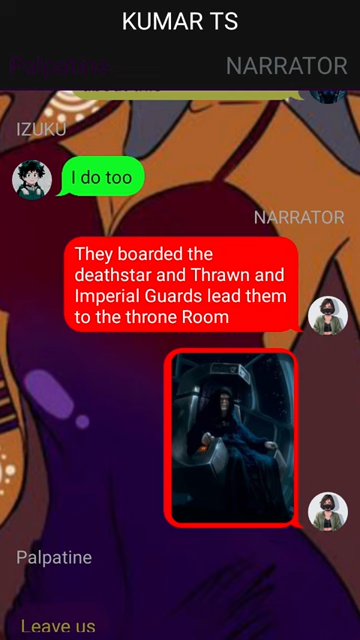 KUMAR TS
Palpatine
NARRATOR
IZUKU
I do too
NARRATOR
They boarded the
deathstar and Thrawn and
Imperial Guards lead them
to the throne Room
Palpatine
Leave us